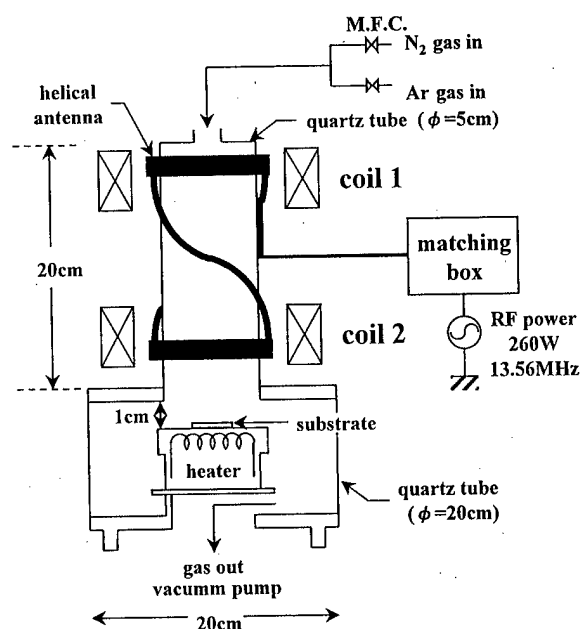 M.F.C.
N₂ gas in
Ar gas in
helical
antenna
quartz tube (ϕ=5cm)
coil 1
matching
box
20cm
coil 2
RF power
260W
13.56MHz
1cm
substrate
heater
quartz tube
(ϕ=20cm)
gas out
vacumm pump
20cm